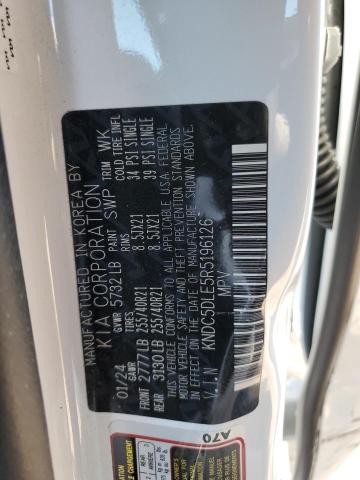 MANUFACTURED IN KOREA BY
KIA CORPORATION
01/24 GVWR 5732LB PAINT SWP TRIM WK
GAWR TIRES RIMS COLD TIRE INFL
FRONT 2777LB 255/40R21 8.5JX21 34 PSI SINGLE
REAR 3130LB 255/40R21 8.5JX21 39 PSI SINGLE
THIS VEHICLE CONFORMS TO ALL APPLICABLE U.S.A. FEDERAL
MOTOR VEHICLE SAFETY, BUMPER AND THEFT PREVENTION STANDARDS
IN EFFECT ON THE DATE OF MANUFACTURE SHOWN ABOVE.
V.I.N KNDC5DLE5R5196126
MPV
A70
REAR 3
ARRIERE